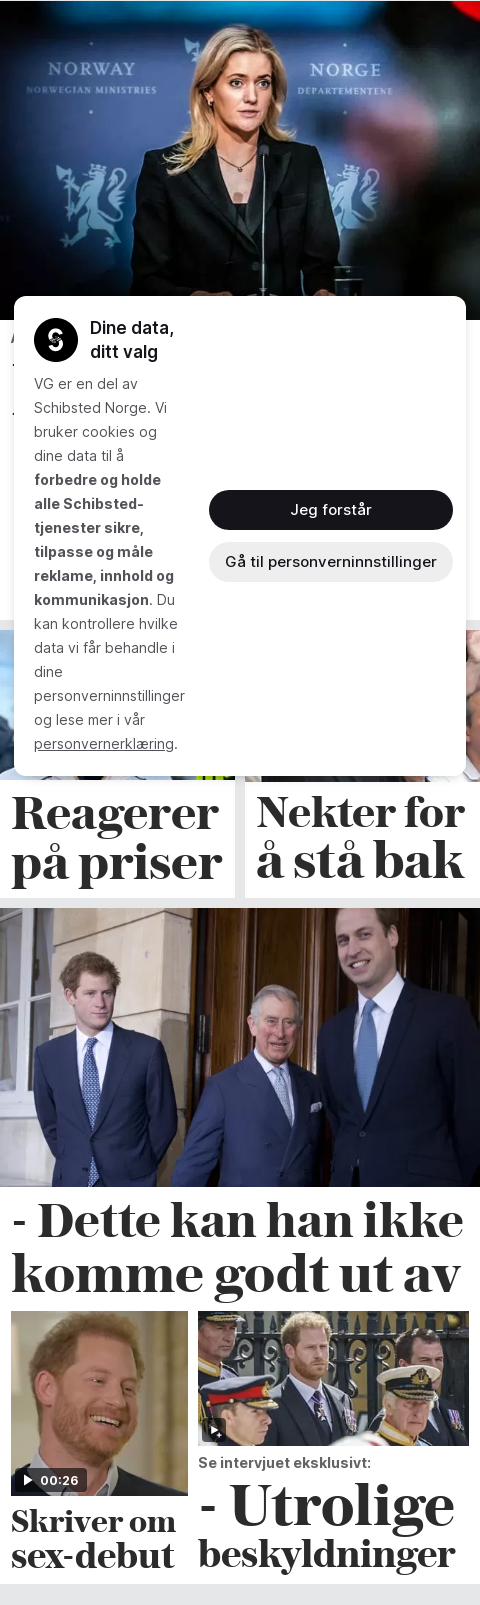 NORWAY
NORWEGIAN MINISTRIES
NORGE
DEPARTEMENTENE
Dine data,
ditt valg
VG er en del av
Schibsted Norge. Vi
bruker cookies og
dine data til å
forbedre og holde
alle Schibsted-
tjenester sikre,
tilpasse og måle
reklame, innhold og
kommunikasjon. Du
kan kontrollere hvilke
data vi får behandle i
dine
personverninnstillinger
og lese mer i vår
personvernerklæring.
Jeg forstår
Gå til personverninnstillinger
Reagerer
på priser
Nekter for
å stå bak
- Dette kan han ikke
komme godt ut av
00:26
Skriver om
sex-debut
Se intervjuet eksklusivt:
- Utrolige
beskyldninger